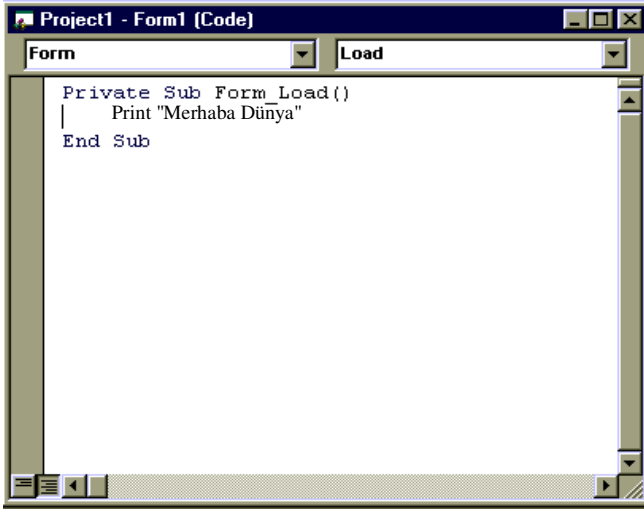 Project1 - Form1 (Code)
Form Load
Private Sub Form_Load()
Print "Merhaba Dünya"
End Sub